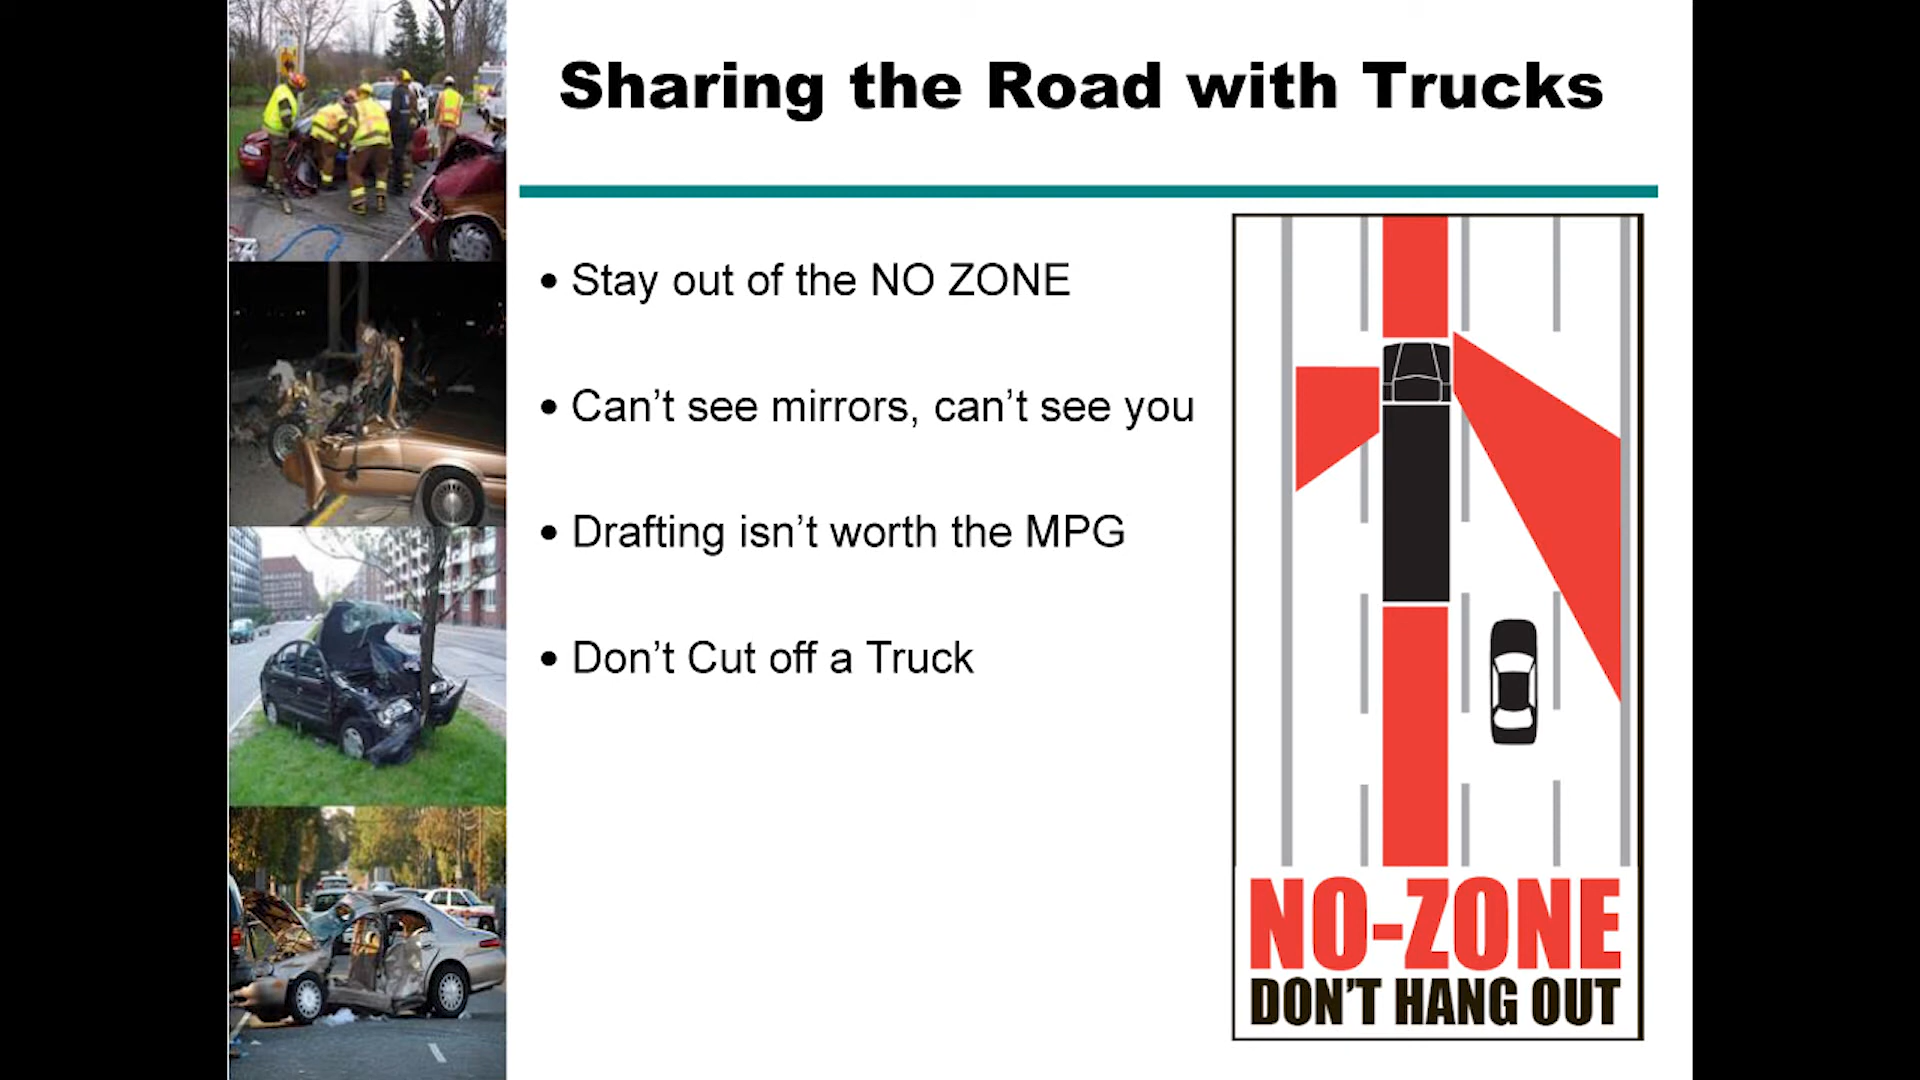 Sharing the Road with Trucks
• Stay out of the NO ZONE
• Can’t see mirrors, can’t see you
• Drafting isn’t worth the MPG
• Don’t Cut off a Truck
NO-ZONE
DON’T HANG OUT